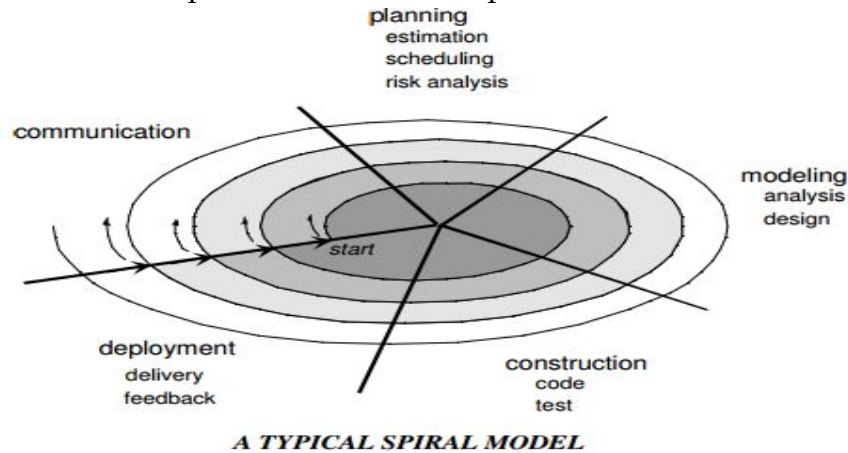 planning
estimation
scheduling
risk analysis
communication
modeling
analysis
design
start
deployment
delivery
feedback
construction
code
test
A TYPICAL SPIRAL MODEL